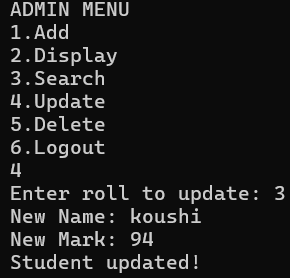 ADMIN MENU
1.Add
2.Display
3.Search
4.Update
5.Delete
6.Logout
4
Enter roll to update: 3
New Name: koushi
New Mark: 94
Student updated!